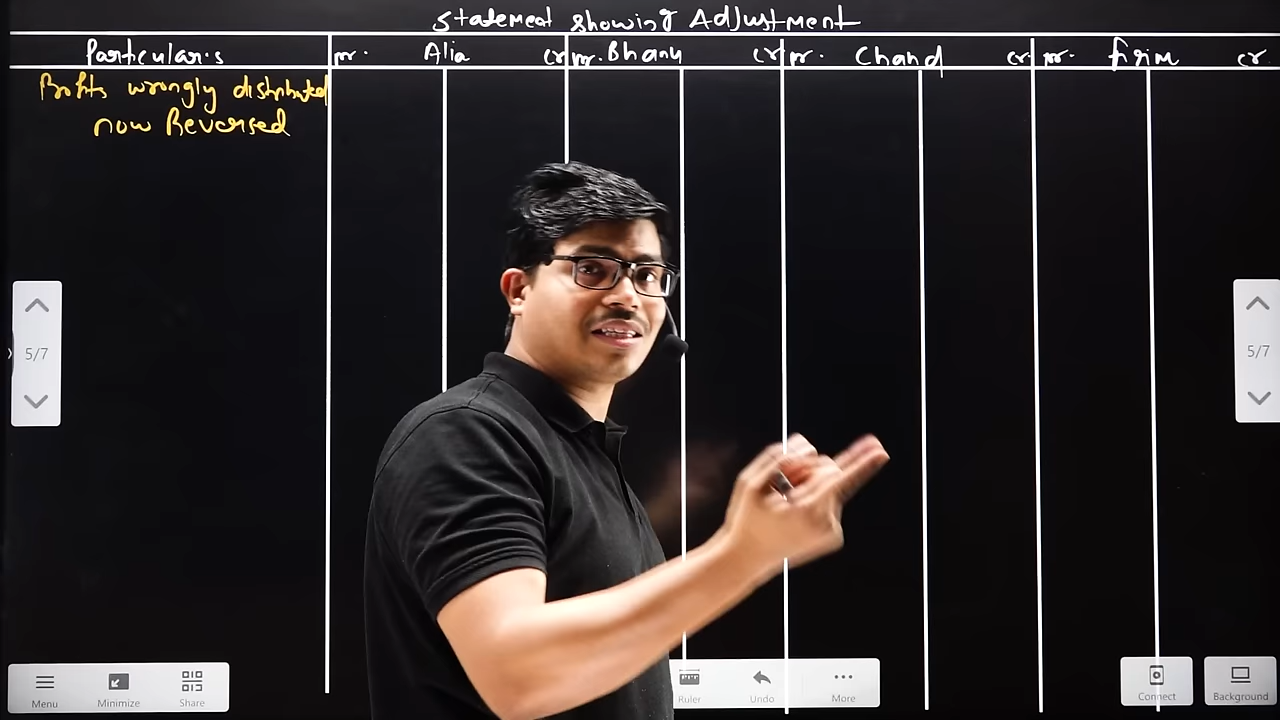 Statement showing Adjustment
Particulars Dr. Alia Cr Dr. Bhanu Cr Dr. Chand Cr Dr. firm Cr.
Profits wrongly distributed
now Reversed
5/7
5/7
Menu Minimize Share Ruler Undo More Connect Background